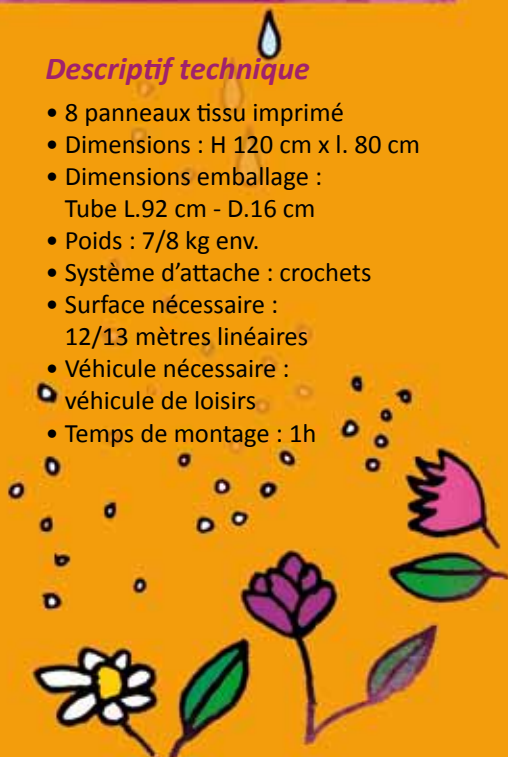 Descriptif technique
• 8 panneaux tissu imprimé
• Dimensions : H 120 cm x l. 80 cm
• Dimensions emballage :
Tube L.92 cm - D.16 cm
• Poids : 7/8 kg env.
• Système d’attache : crochets
• Surface nécessaire :
12/13 mètres linéaires
• Véhicule nécessaire :
véhicule de loisirs
• Temps de montage : 1h